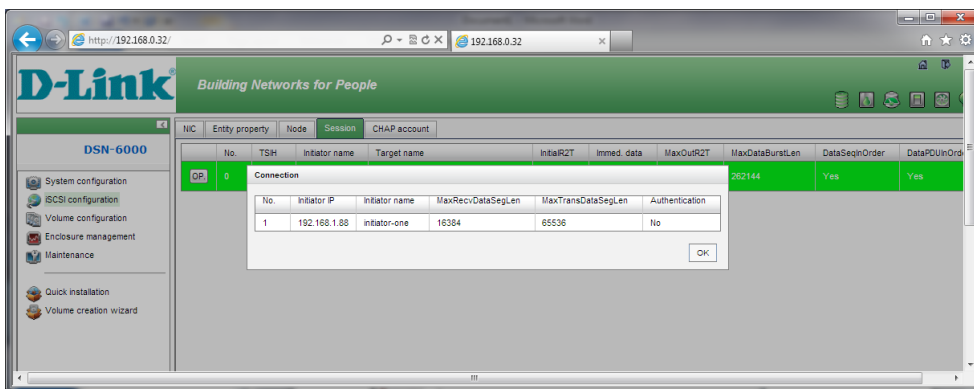 http://192.168.0.32/
192.168.0.32
D-Link
Building Networks for People
DSN-6000
System configuration
iSCSI configuration
Volume configuration
Enclosure management
Maintenance
Quick installation
Volume creation wizard
NIC Entity property Node Session CHAP account
No. TSIH Initiator name Target name InitialR2T Immed. data MaxOutR2T MaxDataBurstLen DataSeqInOrder DataPDUInOrde
OP. 0 262144 Yes Yes
Connection
No. Initiator IP Initiator name MaxRecvDataSegLen MaxTransDataSegLen Authentication
1 192.168.1.88 initiator-one 16384 65536 No
OK